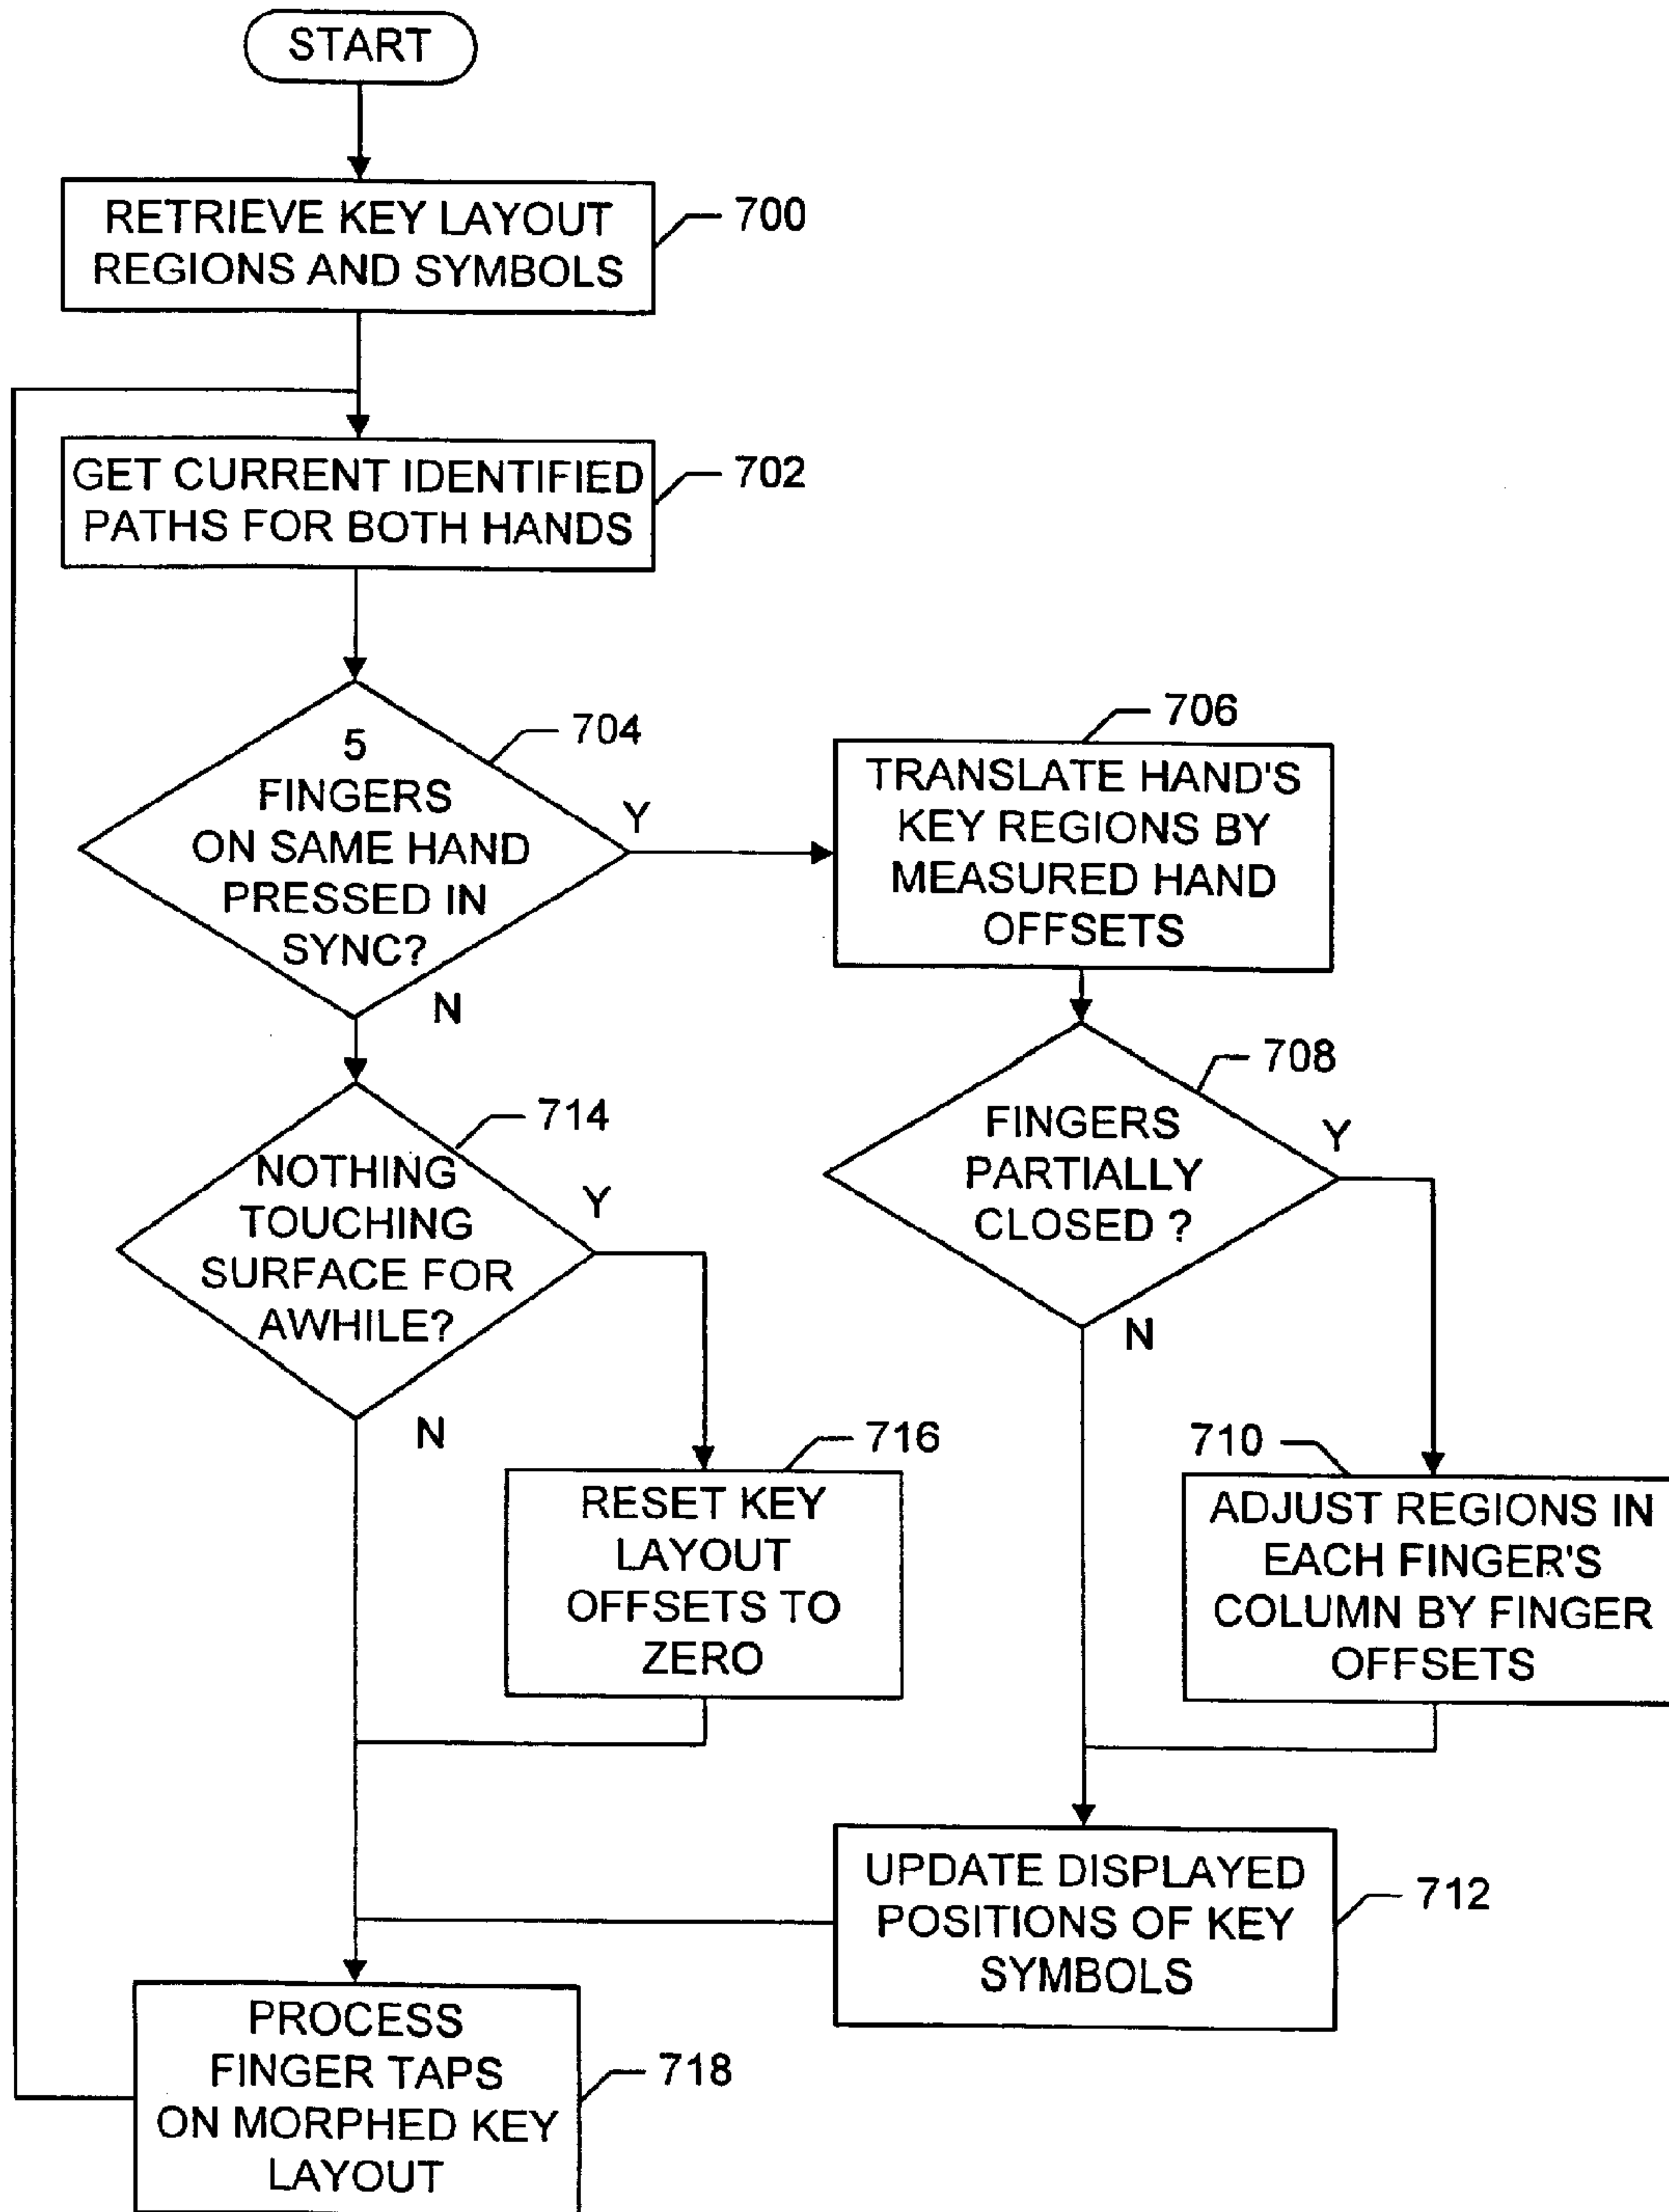 START
RETRIEVE KEY LAYOUT
REGIONS AND SYMBOLS
700
GET CURRENT IDENTIFIED
PATHS FOR BOTH HANDS
702
5
FINGERS
ON SAME HAND
PRESSED IN
SYNC?
704
Y
N
706
TRANSLATE HAND'S
KEY REGIONS BY
MEASURED HAND
OFFSETS
708
FINGERS
PARTIALLY
CLOSED ?
Y
N
714
NOTHING
TOUCHING
SURFACE FOR
AWHILE?
Y
N
716
RESET KEY
LAYOUT
OFFSETS TO
ZERO
710
ADJUST REGIONS IN
EACH FINGER'S
COLUMN BY FINGER
OFFSETS
UPDATE DISPLAYED
POSITIONS OF KEY
SYMBOLS
712
PROCESS
FINGER TAPS
ON MORPHED KEY
LAYOUT
718